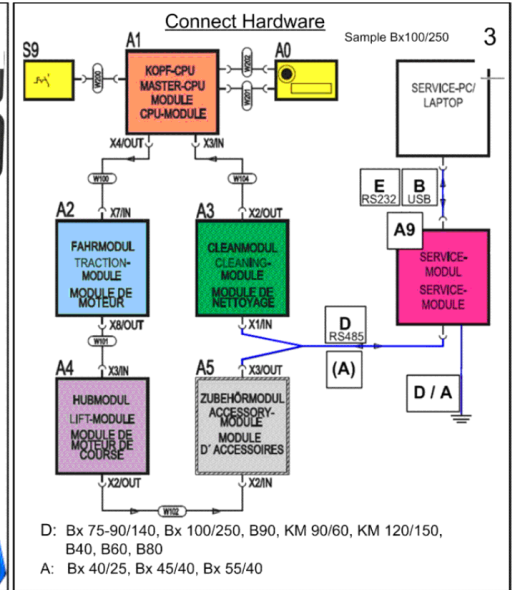 Connect Hardware
Sample Bx100/250
3
S9
A1
A0
W200
W202
W201
KOPF-CPU
MASTER-CPU
MODULE
CPU-MODULE
SERVICE-PC/
LAPTOP
X4/OUT
X3/IN
W100
W104
E
RS232
B
USB
A2
X7/IN
A3
X2/OUT
A9
FAHRMODUL
TRACTION-
MODULE
MODULE DE
MOTEUR
CLEANMODUL
CLEANING-
MODULE
MODULE DE
NETTOYAGE
SERVICE-
MODUL
SERVICE-
MODULE
X8/OUT
X1/IN
W101
D
RS485
(A)
A4
X3/IN
A5
X3/OUT
D / A
HUBMODUL
LIFT-MODULE
MODULE DE
MOTEUR DE
COURSE
ZUBEHÖRMODUL
ACCESSORY-
MODULE
MODULE
D´ACCESSOIRES
X2/OUT
X2/IN
W102
D: Bx 75-90/140, Bx 100/250, B90, KM 90/60, KM 120/150,
B40, B60, B80
A: Bx 40/25, Bx 45/40, Bx 55/40